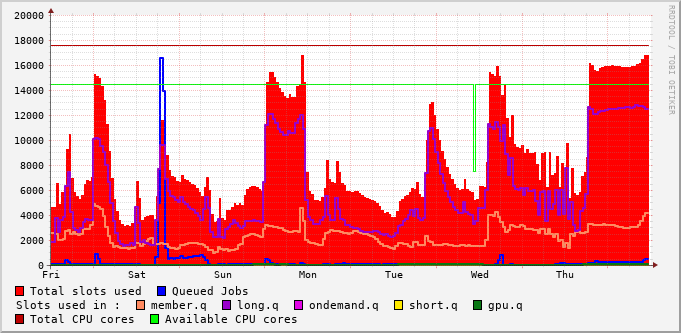 20000
18000
16000
14000
12000
10000
8000
6000
4000
2000
0
Fri Sat Sun Mon Tue Wed Thu
RRDTOOL / TOBI OETIKER
Total slots used Queued Jobs
Slots used in : member.q long.q ondemand.q short.q gpu.q
Total CPU cores Available CPU cores